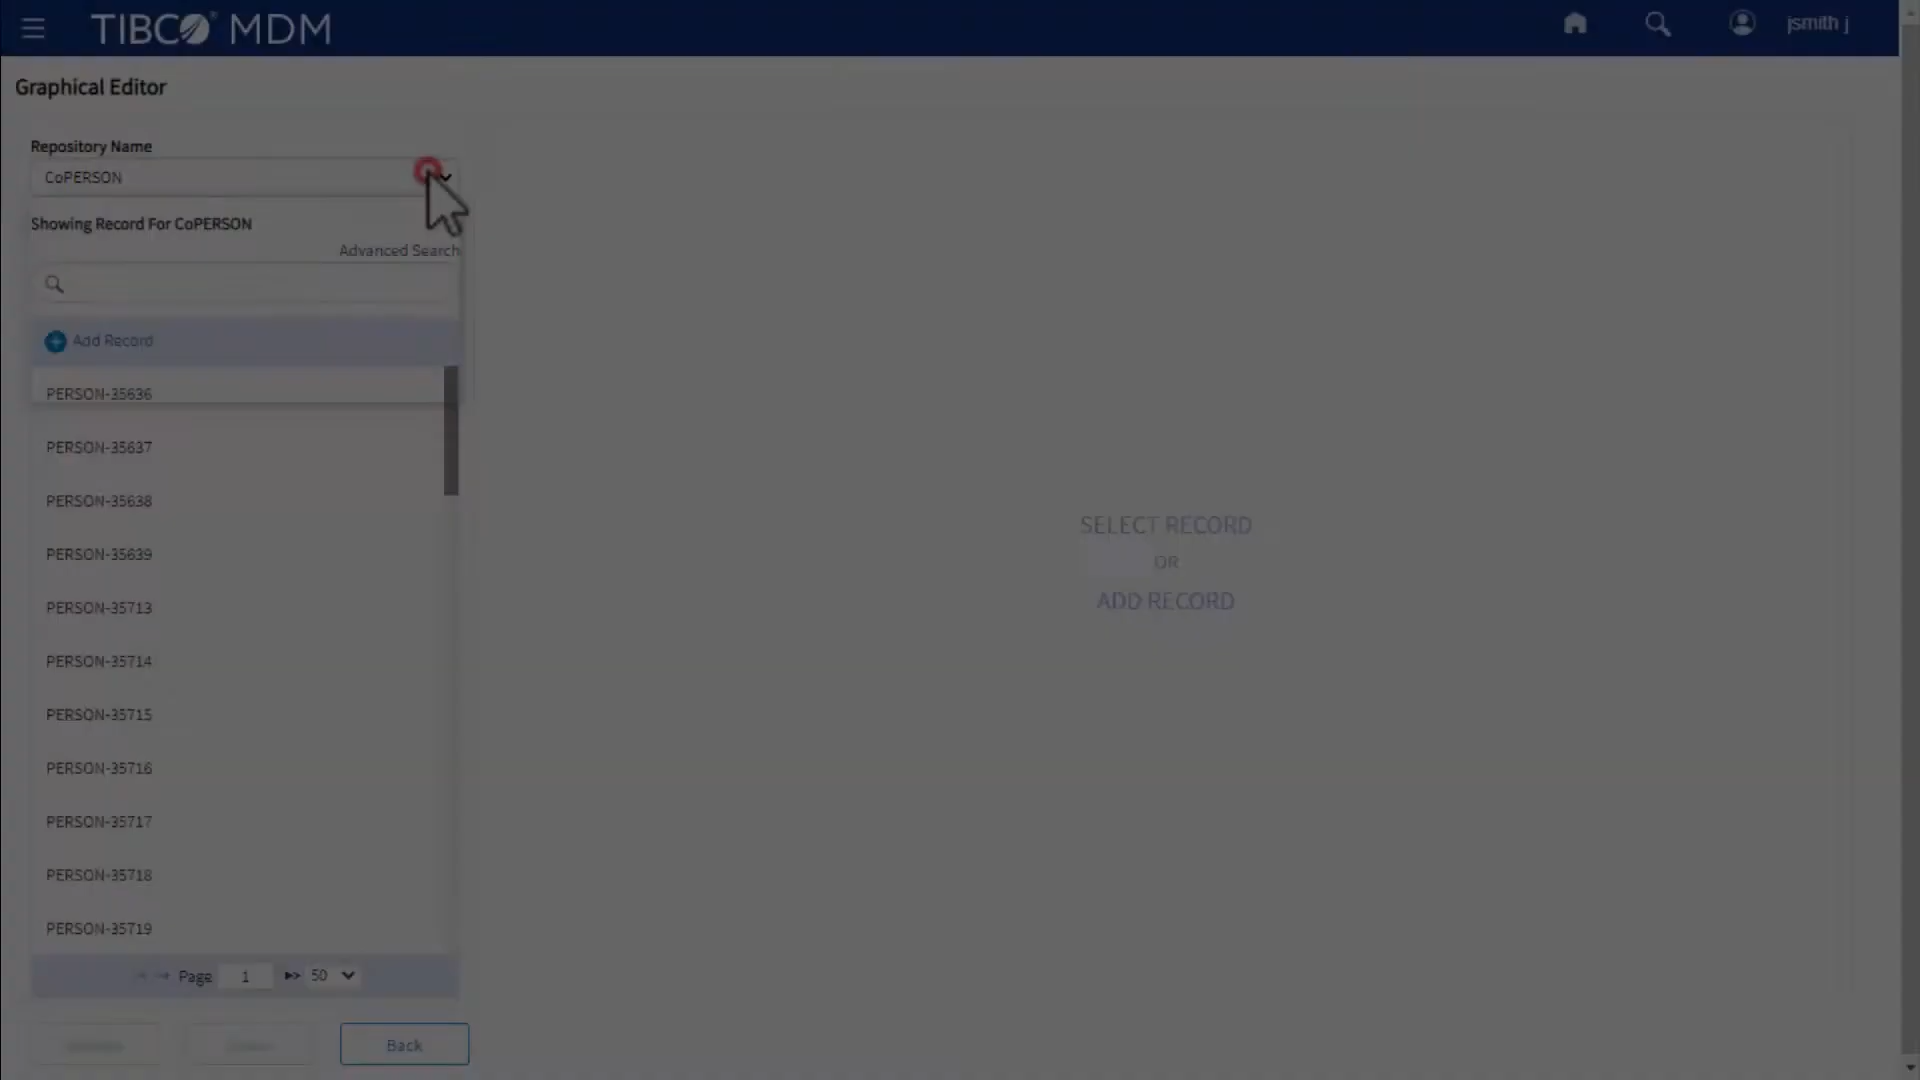 TIBCO® MDM
jsmith j
Graphical Editor
Repository Name
CoPERSON
Showing Record For CoPERSON
Advanced Search
Add Record
PERSON-35636
PERSON-35637
PERSON-35638
PERSON-35639
PERSON-35713
PERSON-35714
PERSON-35715
PERSON-35716
PERSON-35717
PERSON-35718
PERSON-35719
Page 1 50
Back
SELECT RECORD
OR
ADD RECORD